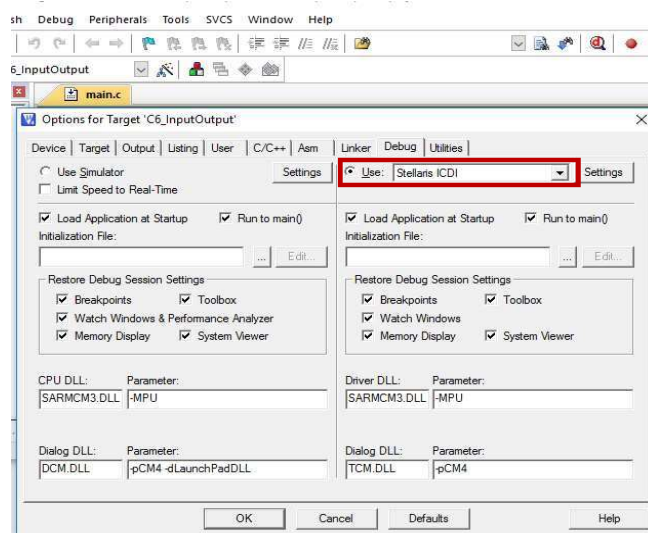 sh Debug Peripherals Tools SVCS Window Help
6_InputOutput
main.c
Options for Target 'C6_InputOutput'
Device Target Output Listing User C/C++ Asm Linker Debug Utilities
Use Simulator Settings Use: Stellaris ICDI Settings
Limit Speed to Real-Time
Load Application at Startup Run to main() Load Application at Startup Run to main()
Initialization File: Initialization File:
... Edit... ... Edit...
Restore Debug Session Settings Restore Debug Session Settings
Breakpoints Toolbox Breakpoints Toolbox
Watch Windows & Performance Analyzer Watch Windows
Memory Display System Viewer Memory Display System Viewer
CPU DLL: Parameter: Driver DLL: Parameter:
SARMCM3.DLL -MPU SARMCM3.DLL -MPU
Dialog DLL: Parameter: Dialog DLL: Parameter:
DCM.DLL -pCM4 -dLaunchPadDLL TCM.DLL -pCM4
OK Cancel Defaults Help